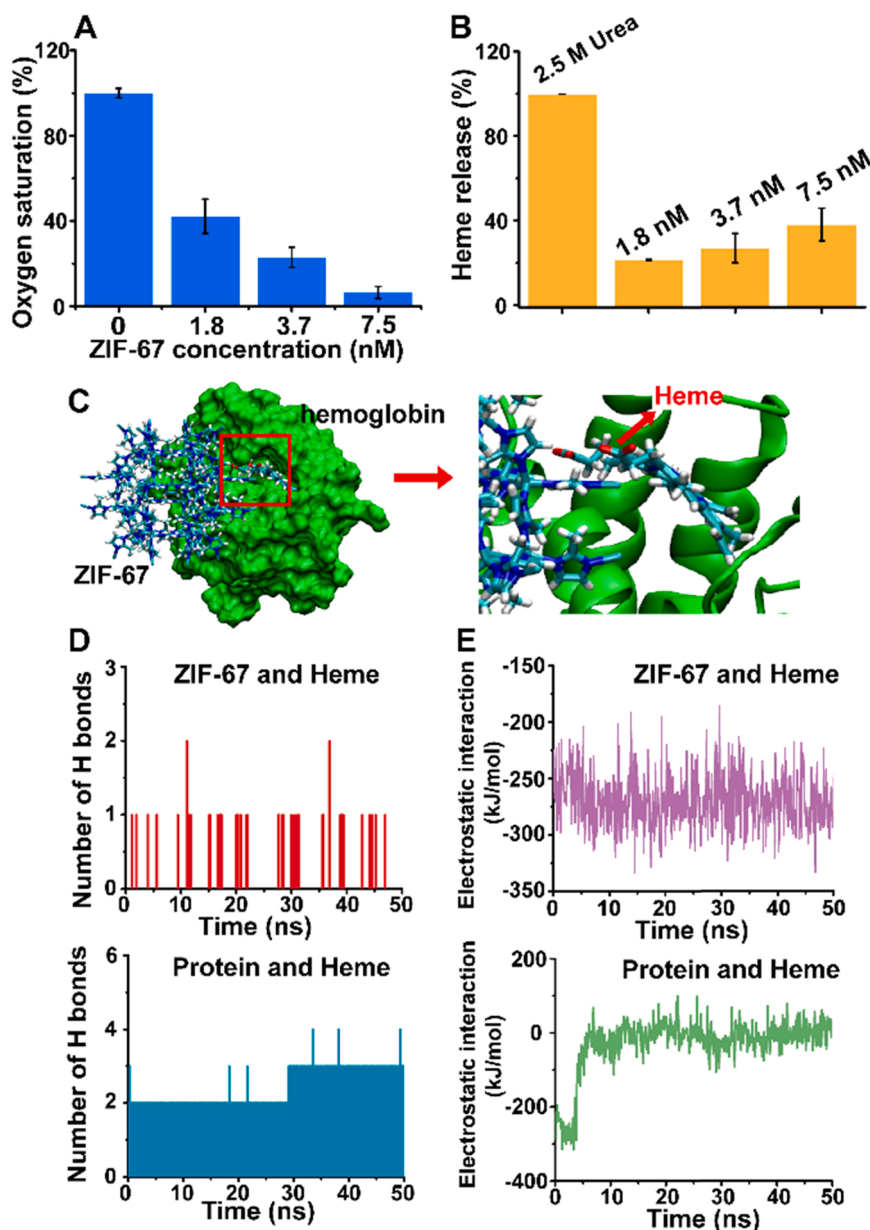 A
Oxygen saturation (%)
120
80
40
0
0 1.8 3.7 7.5
ZIF-67 concentration (nM)
B
Heme release (%)
120
80
40
0
2.5 M Urea
1.8 nM
3.7 nM
7.5 nM
C
hemoglobin
ZIF-67
Heme
D
ZIF-67 and Heme
Number of H bonds
3
2
1
0
0 10 20 30 40 50
Time (ns)
Protein and Heme
Number of H bonds
6
4
2
0
0 10 20 30 40 50
Time (ns)
E
ZIF-67 and Heme
Electrostatic interaction
(kJ/mol)
-150
-200
-250
-300
-350
0 10 20 30 40 50
Time (ns)
Protein and Heme
Electrostatic interaction
(kJ/mol)
200
0
-200
-400
0 10 20 30 40 50
Time (ns)